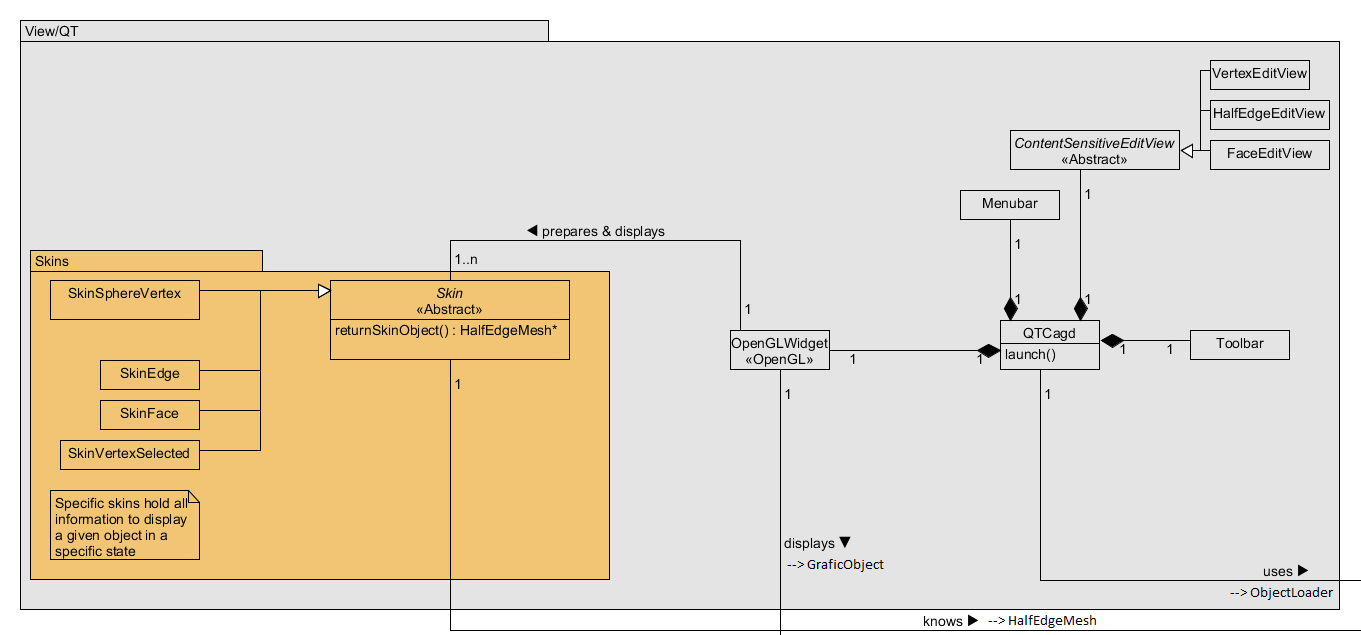 View/QT
VertexEditView
HalfEdgeEditView
ContentSensitiveEditView
«Abstract»
FaceEditView
1
Menubar
1
prepares & displays
1..n
Skins
SkinSphereVertex
Skin
«Abstract»
returnSkinObject() : HalfEdgeMesh*
1
1
1
OpenGLWidget
«OpenGL»
1
1
QTCagd
launch()
1
1
Toolbar
SkinEdge
1
1
1
SkinFace
SkinVertexSelected
Specific skins hold all
information to display
a given object in a
specific state
displays
--> GraficObject
uses
--> ObjectLoader
knows
--> HalfEdgeMesh